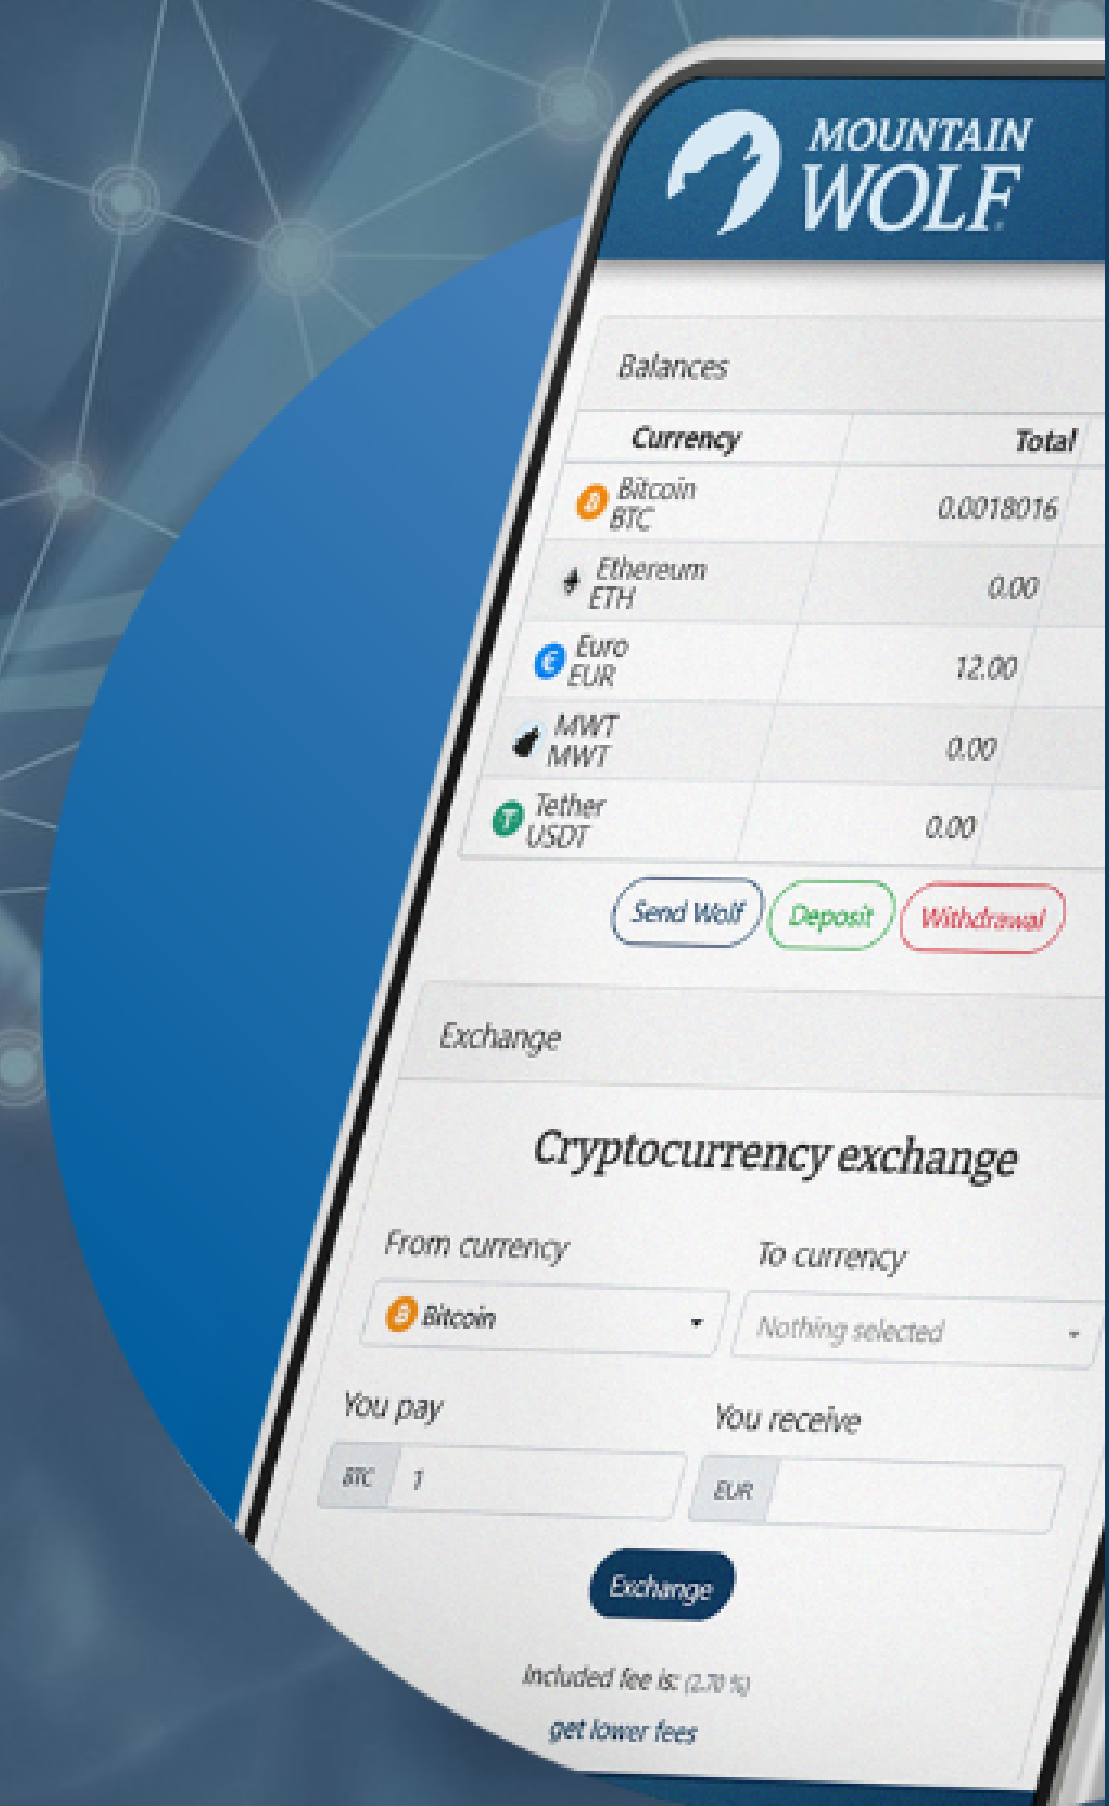 MOUNTAIN
WOLF
Balances
Currency Total
Bitcoin
BTC 0.0018016
Ethereum
ETH 0.00
Euro
EUR 12.00
MWT
MWT 0.00
Tether
USDT 0.00
Send Wolf Deposit Withdrawal
Exchange
Cryptocurrency exchange
From currency To currency
Bitcoin Nothing selected
You pay You receive
BTC 1 EUR
Exchange
Included fee is: (2.70 %)
get lower fees